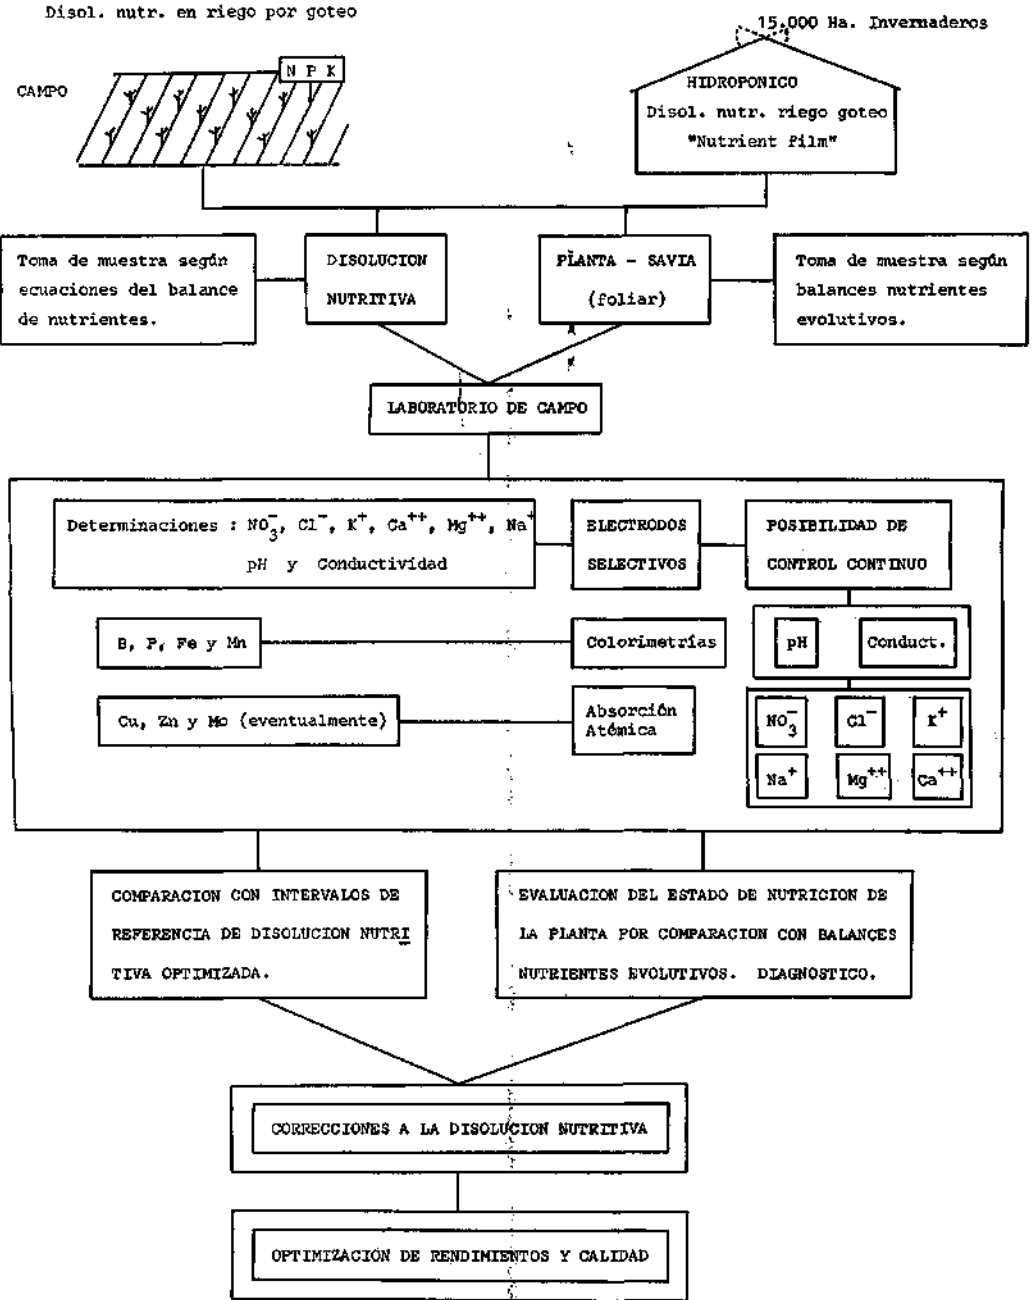 Disol. nutr. en riego por goteo
15.000 Ha. Invernaderos
CAMPO
N P K
HIDROPONICO
Disol. nutr. riego goteo
"Nutrient film"
Toma de muestra según
ecuaciones del balance
de nutrientes.
DISOLUCION
NUTRITIVA
PLANTA - SAVIA
(foliar)
Toma de muestra según
balances nutrientes
evolutivos.
LABORATORIO DE CAMPO
Determinaciones : NO₃⁻, Cl⁻, K⁺, Ca⁺⁺, Mg⁺⁺, Na⁺
pH y Conductividad
ELECTRODOS
SELECTIVOS
POSIBILIDAD DE
CONTROL CONTINUO
B, P, Fe y Mn
Colorimetrías
pH
Conduct.
Cu, Zn y Mo (eventualmente)
Absorción
Atómica
NO₃⁻
Cl⁻
K⁺
Na⁺
Mg⁺⁺
Ca⁺⁺
COMPARACION CON INTERVALOS DE
REFERENCIA DE DISOLUCION NUTRI
TIVA OPTIMIZADA.
EVALUACION DEL ESTADO DE NUTRICION DE
LA PLANTA POR COMPARACION CON BALANCES
NUTRIENTES EVOLUTIVOS. DIAGNOSTICO.
CORRECCIONES A LA DISOLUCION NUTRITIVA
OPTIMIZACIÓN DE RENDIMIENTOS Y CALIDAD